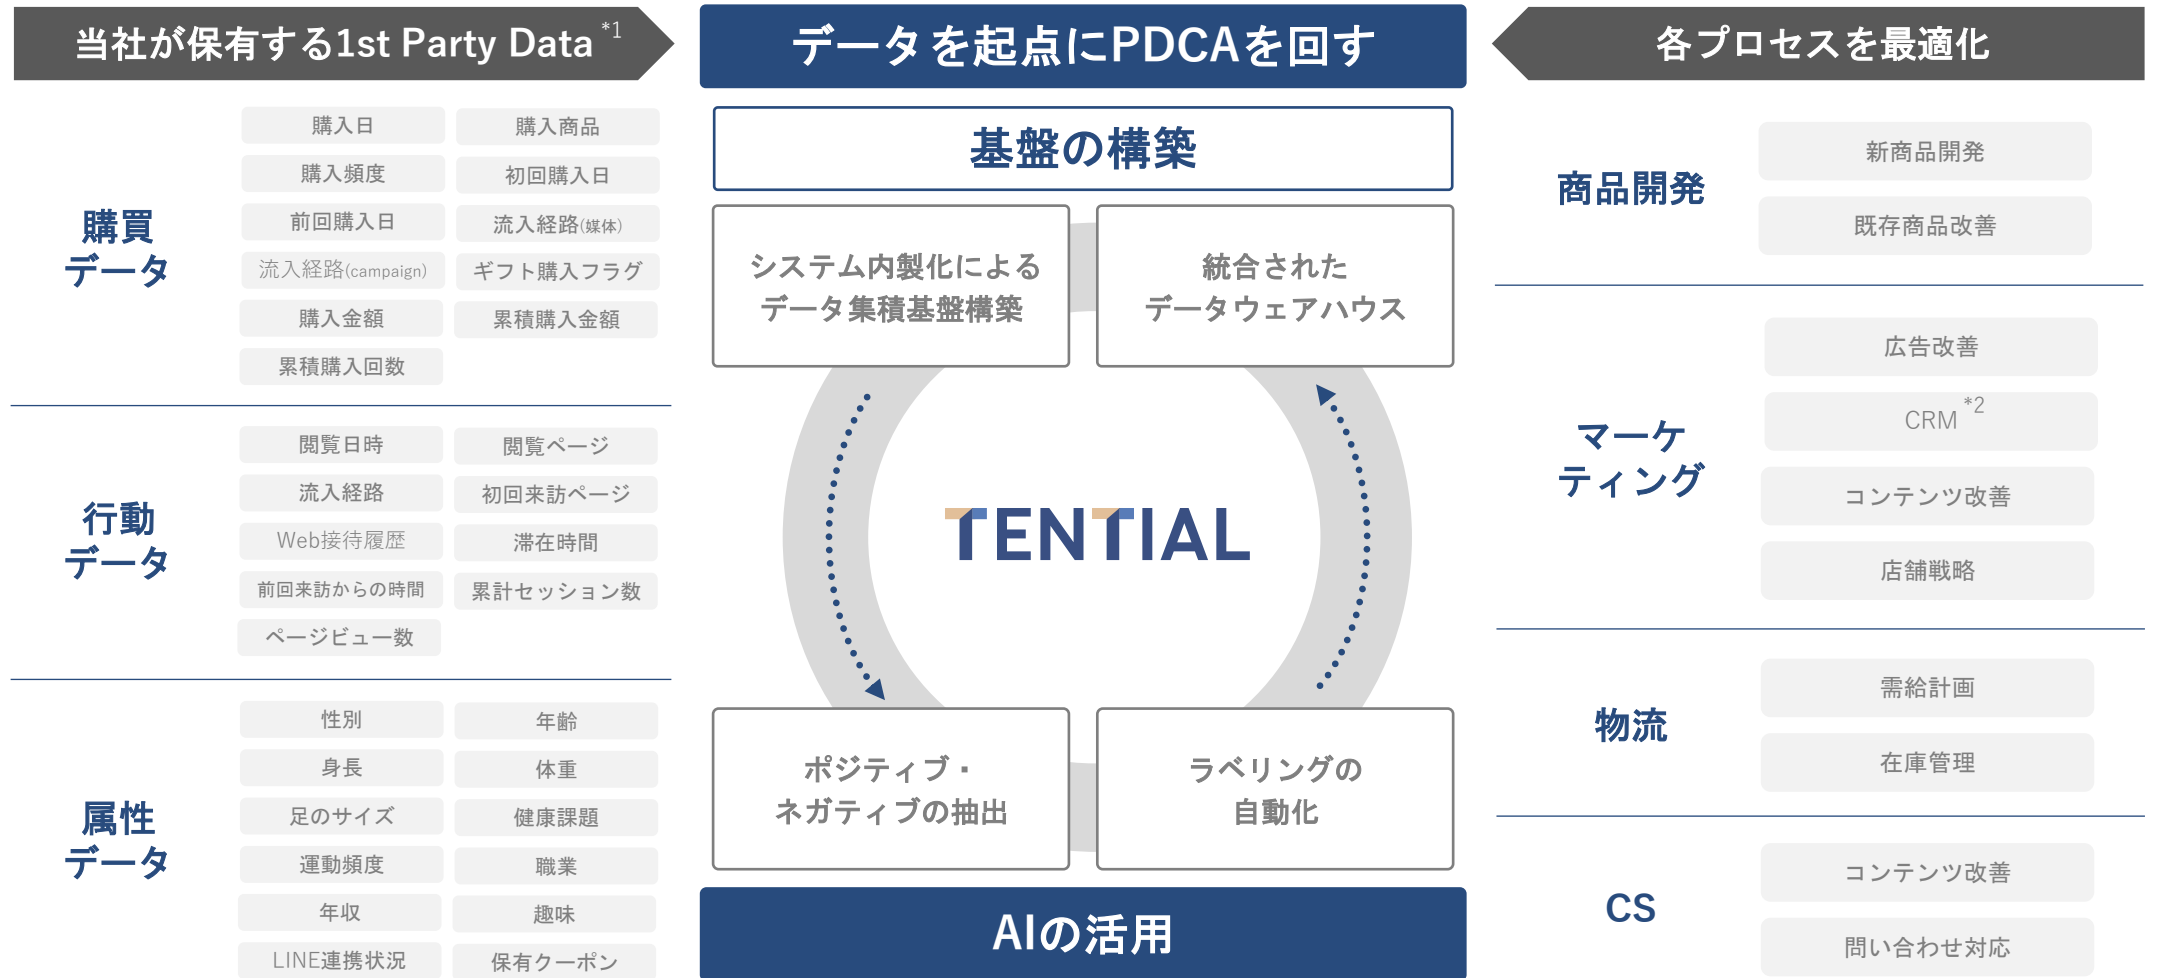 当社が保有する1st Party Data *1
購買
データ
購入日
購入商品
購入頻度
初回購入日
前回購入日
流入経路(媒体)
流入経路(campaign)
ギフト購入フラグ
購入金額
累積購入金額
累積購入回数
行動
データ
閲覧日時
閲覧ページ
流入経路
初回来訪ページ
Web接待履歴
滞在時間
前回来訪からの時間
累計セッション数
ページビュー数
属性
データ
性別
年齢
身長
体重
足のサイズ
健康課題
運動頻度
職業
年収
趣味
LINE連携状況
保有クーポン
データを起点にPDCAを回す
基盤の構築
システム内製化による
データ集積基盤構築
統合された
データウェアハウス
TENTIAL
ポジティブ・
ネガティブの抽出
ラベリングの
自動化
AIの活用
各プロセスを最適化
商品開発
新商品開発
既存商品改善
マーケ
ティング
広告改善
CRM *2
コンテンツ改善
店舗戦略
物流
需給計画
在庫管理
CS
コンテンツ改善
問い合わせ対応